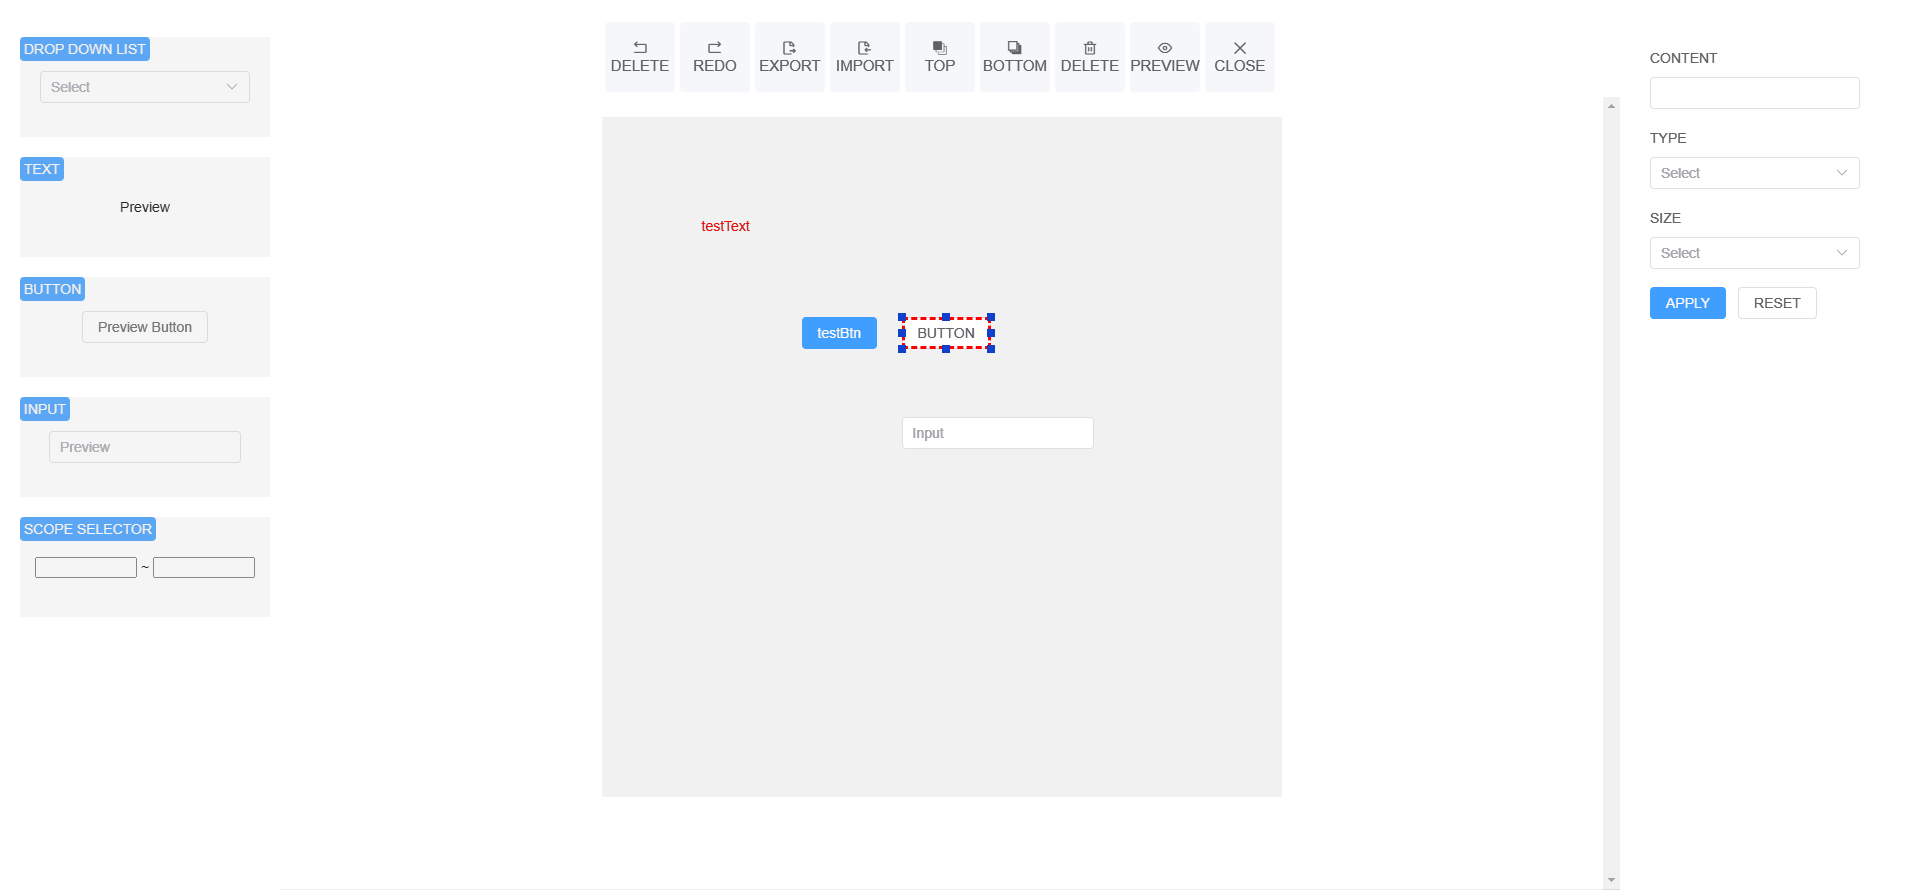 DROP DOWN LIST
Select
TEXT
Preview
BUTTON
Preview Button
INPUT
Preview
SCOPE SELECTOR
~
DELETE
REDO
EXPORT
IMPORT
TOP
BOTTOM
DELETE
PREVIEW
CLOSE
testText
testBtn
BUTTON
Input
CONTENT
TYPE
Select
SIZE
Select
APPLY
RESET